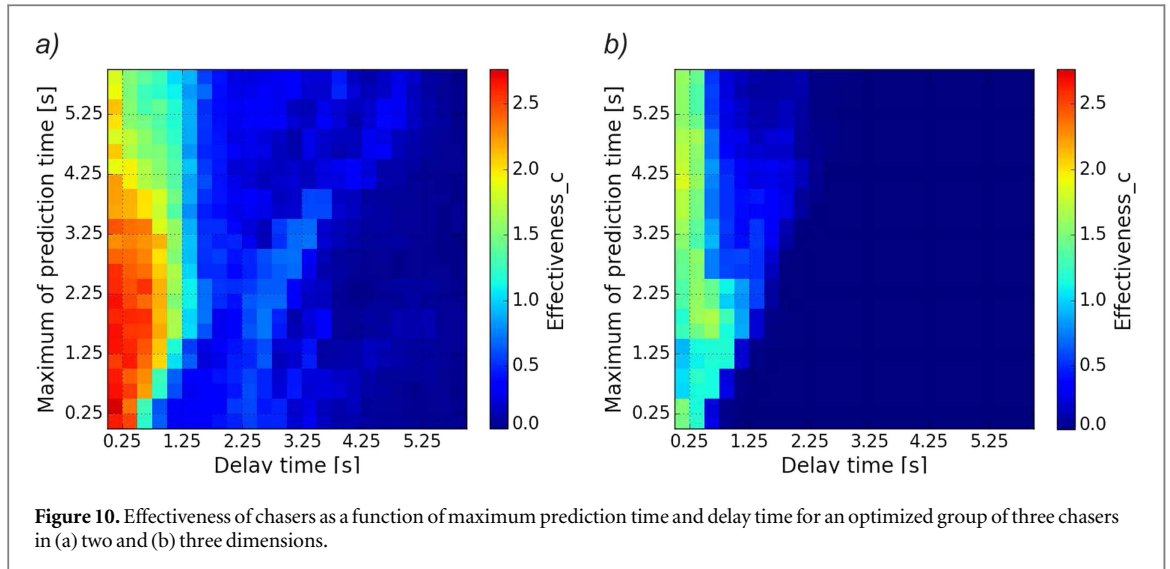 a)
b)
Maximum of prediction time [s]
5.25
4.25
3.25
2.25
1.25
0.25
0.25 1.25 2.25 3.25 4.25 5.25
Delay time [s]
2.5
2.0
1.5
1.0
0.5
0.0
Effectiveness_c
Maximum of prediction time [s]
5.25
4.25
3.25
2.25
1.25
0.25
0.25 1.25 2.25 3.25 4.25 5.25
Delay time [s]
2.5
2.0
1.5
1.0
0.5
0.0
Effectiveness_c
Figure 10. Effectiveness of chasers as a function of maximum prediction time and delay time for an optimized group of three chasers
in (a) two and (b) three dimensions.